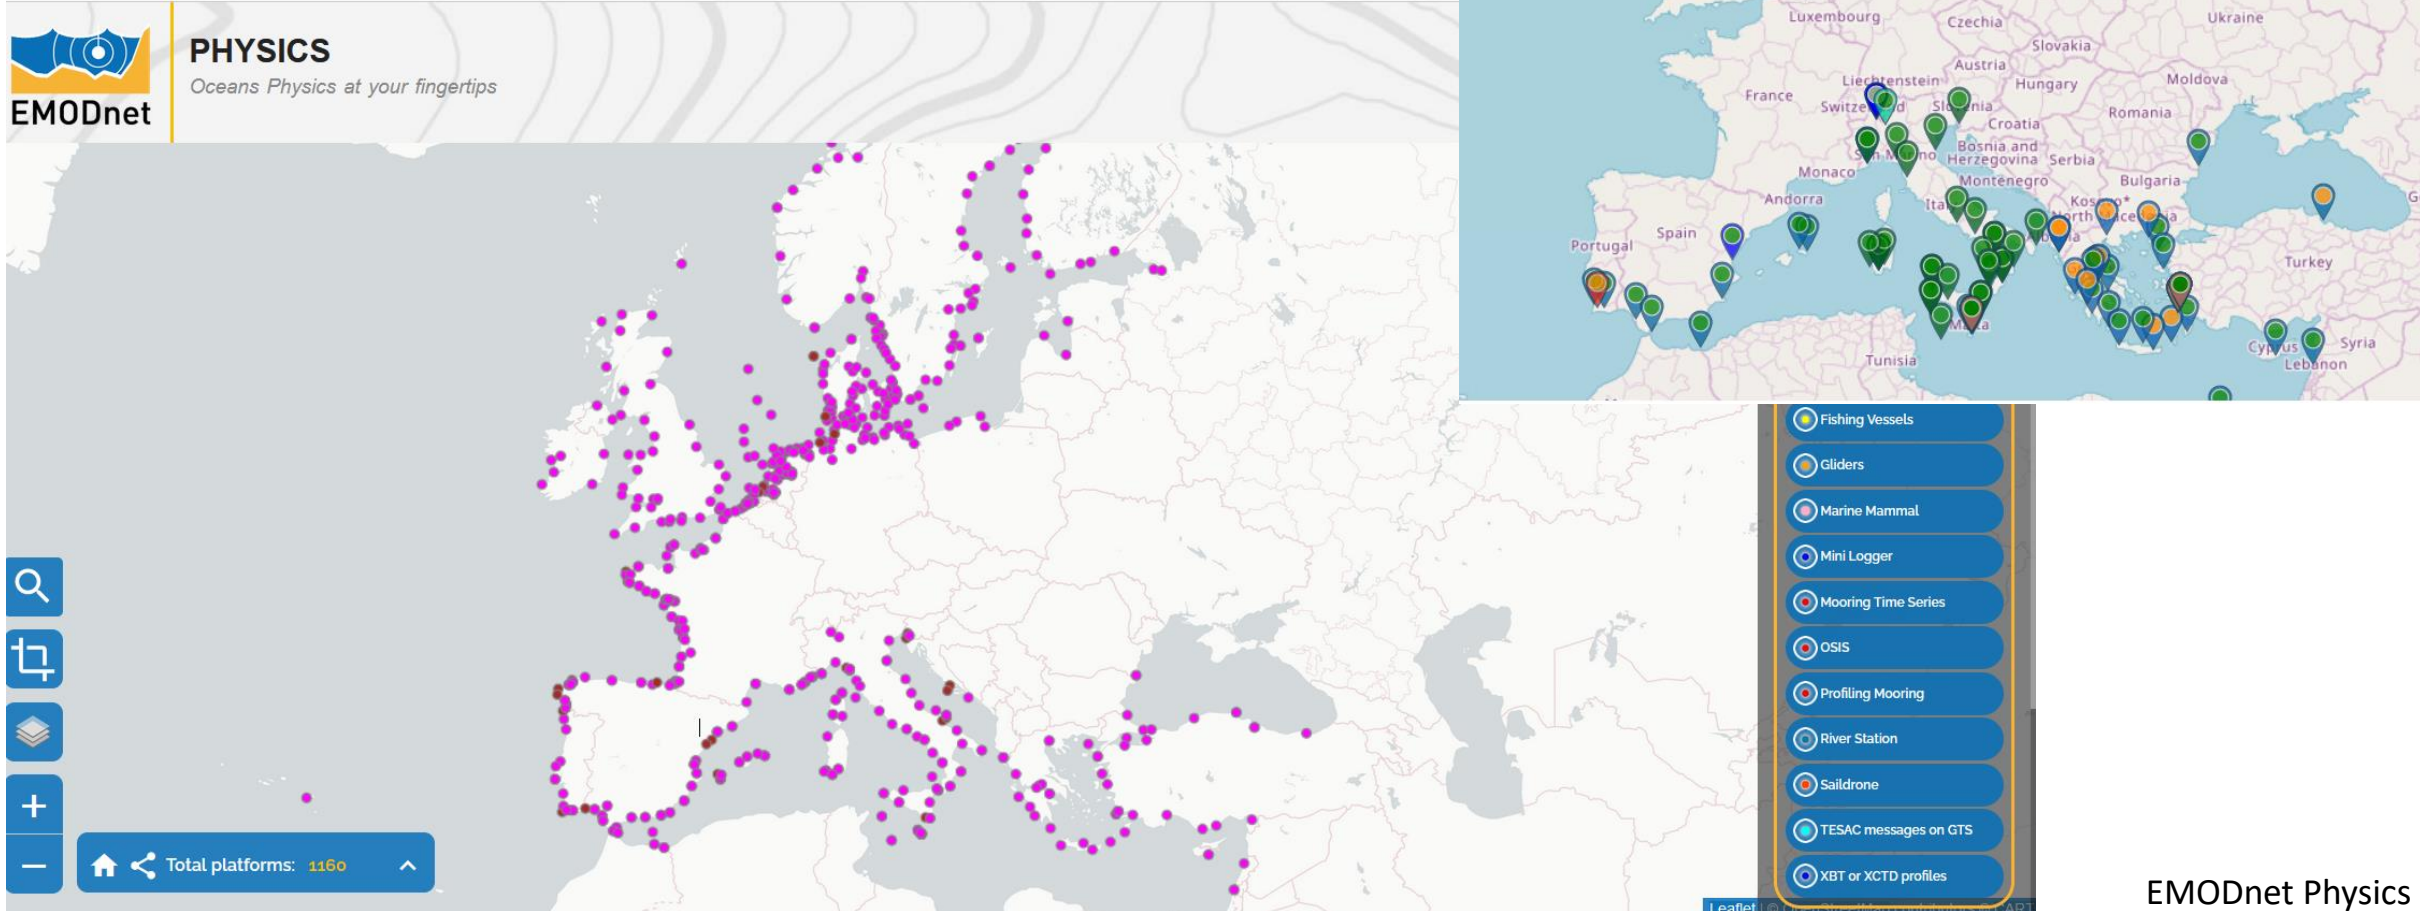 PHYSICS
Oceans Physics at your fingertips
EMODnet
Luxembourg
Czechia
Ukraine
Slovakia
Austria
Liechtenstein
Hungary
Moldova
France
Romania
Croatia
Bosnia and
Herzegovina
Serbia
Monaco
Montenegro
Bulgaria
Andorra
Spain
Portugal
Turkey
Tunisia
Syria
Lebanon
Fishing Vessels
Gliders
Marine Mammal
Mini Logger
Mooring Time Series
OSIS
Profiling Mooring
River Station
Saildrone
TESAC messages on GTS
XBT or XCTD profiles
Total platforms: 1160
Leaflet
EMODnet Physics